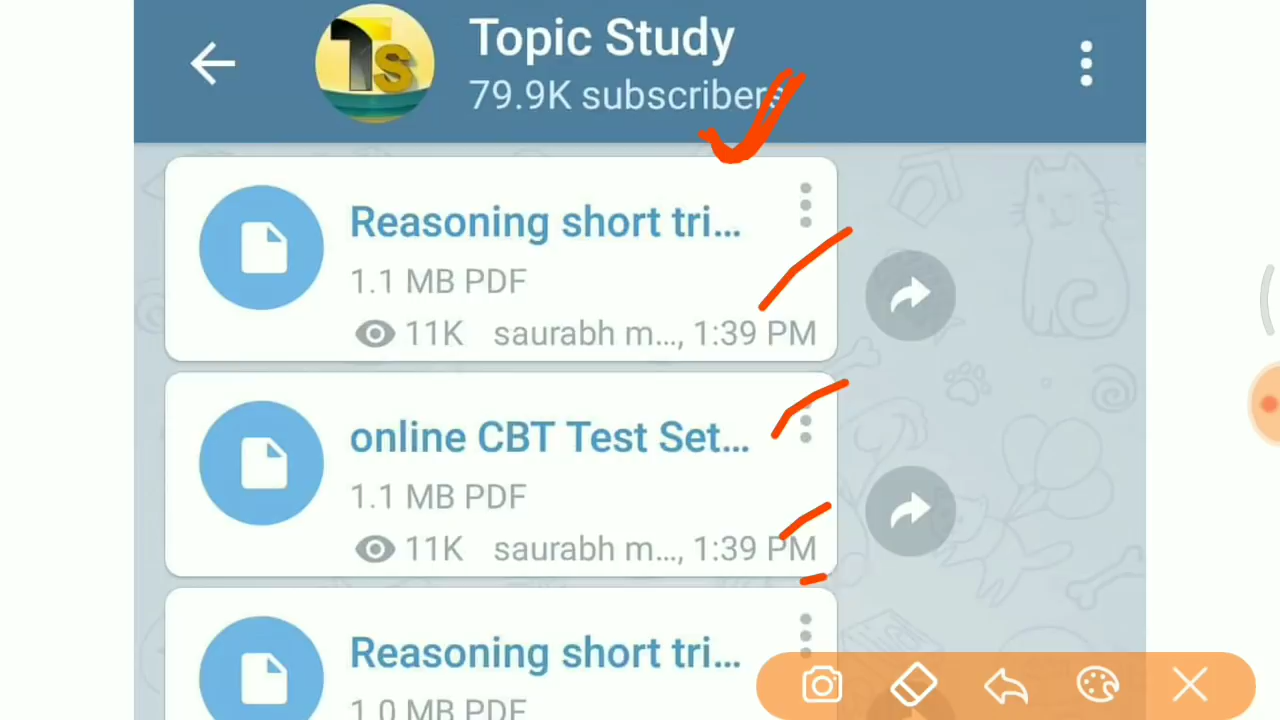 Ts
Topic Study
79.9K subscribers
Reasoning short tri...
1.1 MB PDF
11K saurabh m..., 1:39 PM
online CBT Test Set...
1.1 MB PDF
11K saurabh m..., 1:39 PM
Reasoning short tri...
1.0 MB PDF